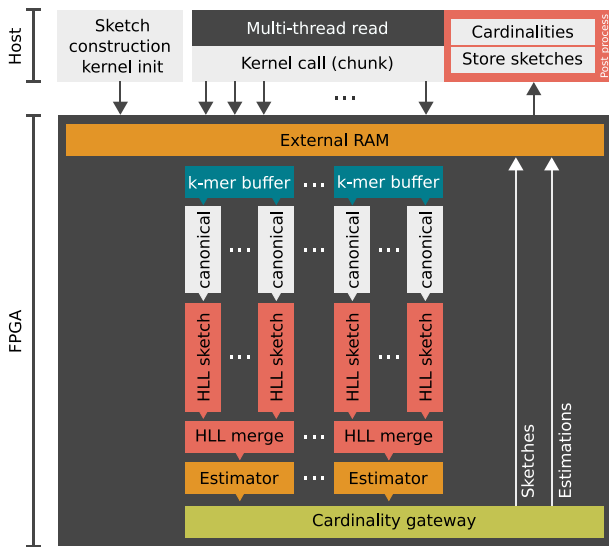 Host
Sketch
construction
kernel init
Multi-thread read
Kernel call (chunk)
...
Cardinalities
Store sketches
Post process
FPGA
External RAM
k-mer buffer ... k-mer buffer
canonical ... canonical ... canonical ... canonical
HLL sketch ... HLL sketch HLL sketch ... HLL sketch
HLL merge ... HLL merge
Estimator ... Estimator
Cardinality gateway
Sketches
Estimations